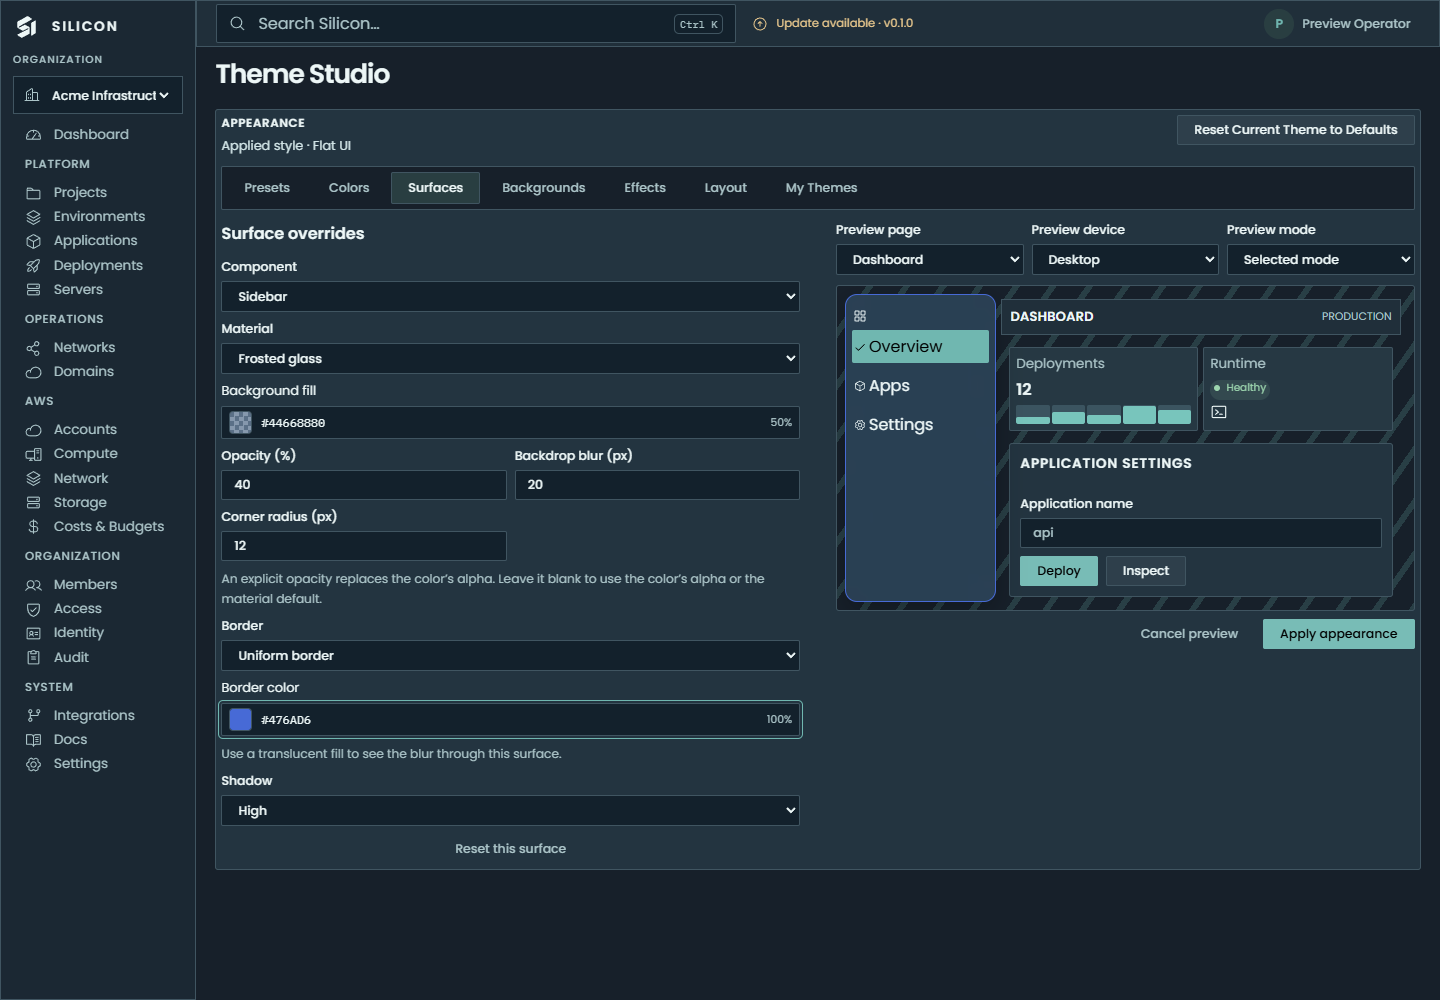 SILICON
Search Silicon...
Ctrl K
Update available · v0.1.0
P
Preview Operator
ORGANIZATION
Acme Infrastruct
Dashboard
PLATFORM
Projects
Environments
Applications
Deployments
Servers
OPERATIONS
Networks
Domains
AWS
Accounts
Compute
Network
Storage
Costs & Budgets
ORGANIZATION
Members
Access
Identity
Audit
SYSTEM
Integrations
Docs
Settings
Theme Studio
APPEARANCE
Applied style · Flat UI
Reset Current Theme to Defaults
Presets
Colors
Surfaces
Backgrounds
Effects
Layout
My Themes
Surface overrides
Component
Sidebar
Material
Frosted glass
Background fill
#44668880
50%
Opacity (%)
Backdrop blur (px)
40
20
Corner radius (px)
12
An explicit opacity replaces the color's alpha. Leave it blank to use the color's alpha or the
material default.
Border
Uniform border
Border color
#476AD6
100%
Use a translucent fill to see the blur through this surface.
Shadow
High
Reset this surface
Preview page
Preview device
Preview mode
Dashboard
Desktop
Selected mode
Overview
Apps
Settings
DASHBOARD
PRODUCTION
Deployments
12
Runtime
Healthy
APPLICATION SETTINGS
Application name
api
Deploy
Inspect
Cancel preview
Apply appearance